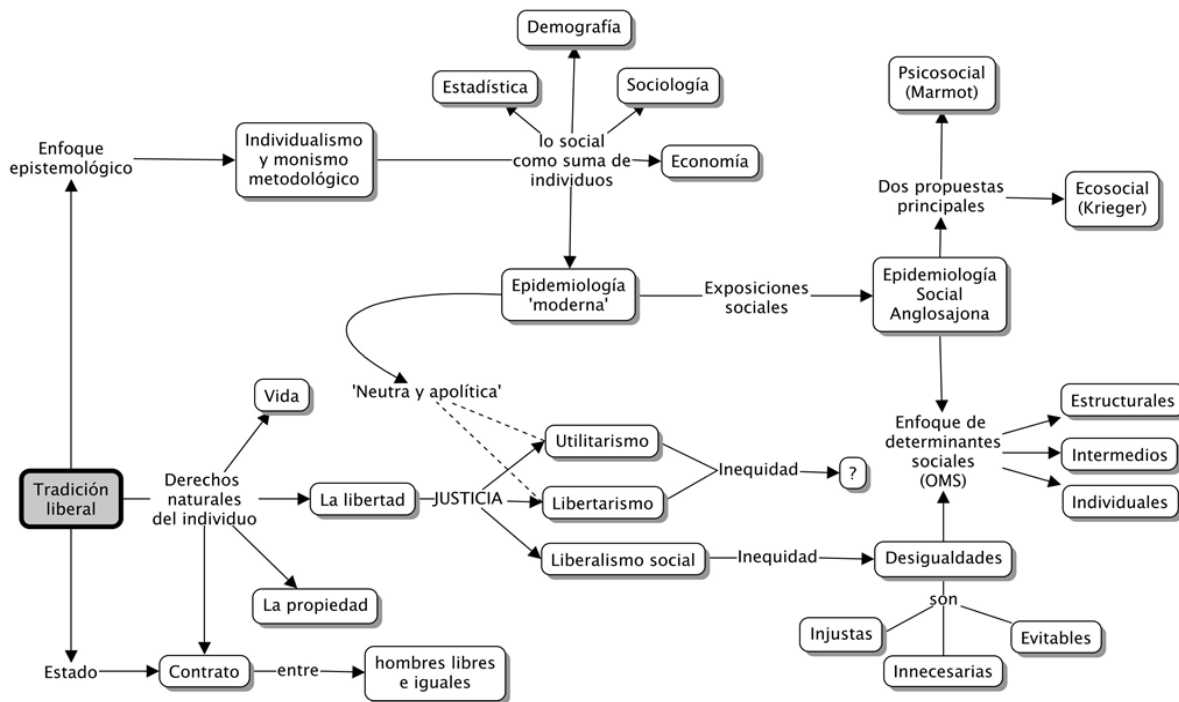 Demografía
Estadística
Sociología
Psicosocial
(Marmot)
Enfoque
epistemológico
Individualismo
y monismo
metodológico
lo social
como suma de
individuos
Economía
Dos propuestas
principales
Ecosocial
(Krieger)
Epidemiología
'moderna'
Exposiciones
sociales
Epidemiología
Social
Anglosajona
'Neutra y apolítica'
Vida
Utilitarismo
Enfoque de
determinantes
sociales
(OMS)
Estructurales
Intermedios
Individuales
Tradición
liberal
Derechos
naturales
del individuo
La libertad
JUSTICIA
Libertarismo
Inequidad
?
Liberalismo social
Inequidad
Desigualdades
La propiedad
son
Injustas
Innecesarias
Evitables
Estado
Contrato
entre
hombres libres
e iguales